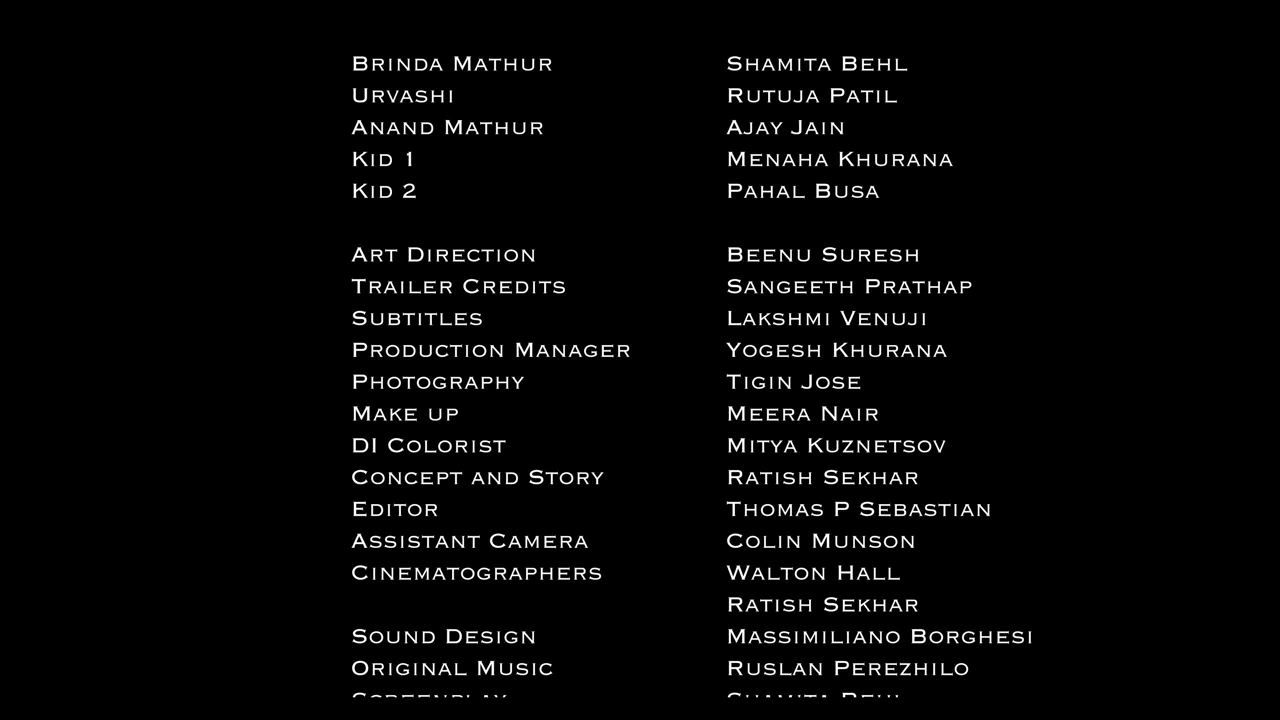 Brinda Mathur Shamita Behl
Urvashi Rutuja Patil
Anand Mathur Ajay Jain
Kid 1 Menaha Khurana
Kid 2 Pahal Busa
Art Direction Beenu Suresh
Trailer Credits Sangeeth Prathap
Subtitles Lakshmi Venuji
Production Manager Yogesh Khurana
Photography Tigin Jose
Make up Meera Nair
DI Colorist Mitya Kuznetsov
Concept and Story Ratish Sekhar
Editor Thomas P Sebastian
Assistant Camera Colin Munson
Cinematographers Walton Hall
Ratish Sekhar
Sound Design Massimiliano Borghesi
Original Music Ruslan Perezhilo
Screenplay Shamita Behl